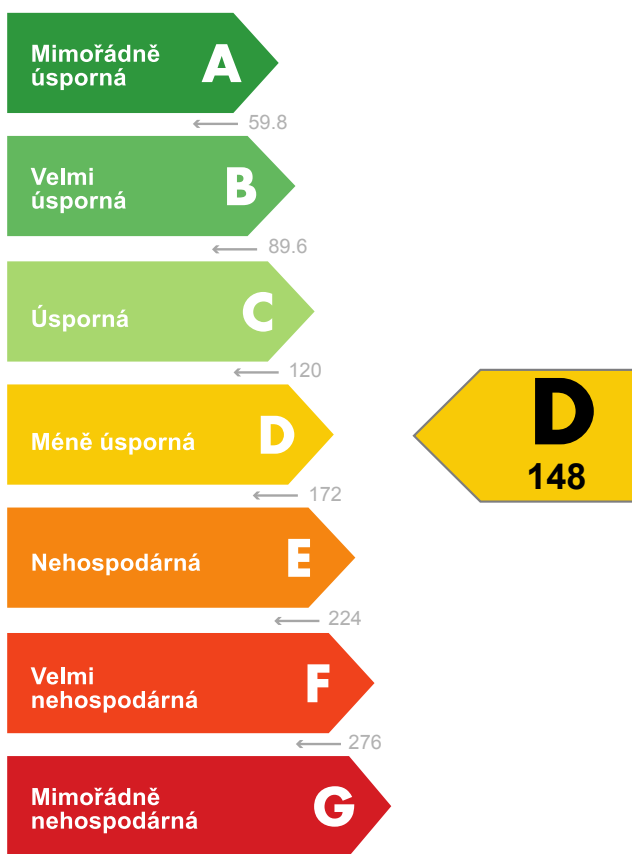 Mimořádně
úsporná
A
← 59.8
Velmi
úsporná
B
← 89.6
Úsporná
C
← 120
Méně úsporná
D
← 172
D
148
Nehospodárná
E
← 224
Velmi
nehospodárná
F
← 276
Mimořádně
nehospodárná
G